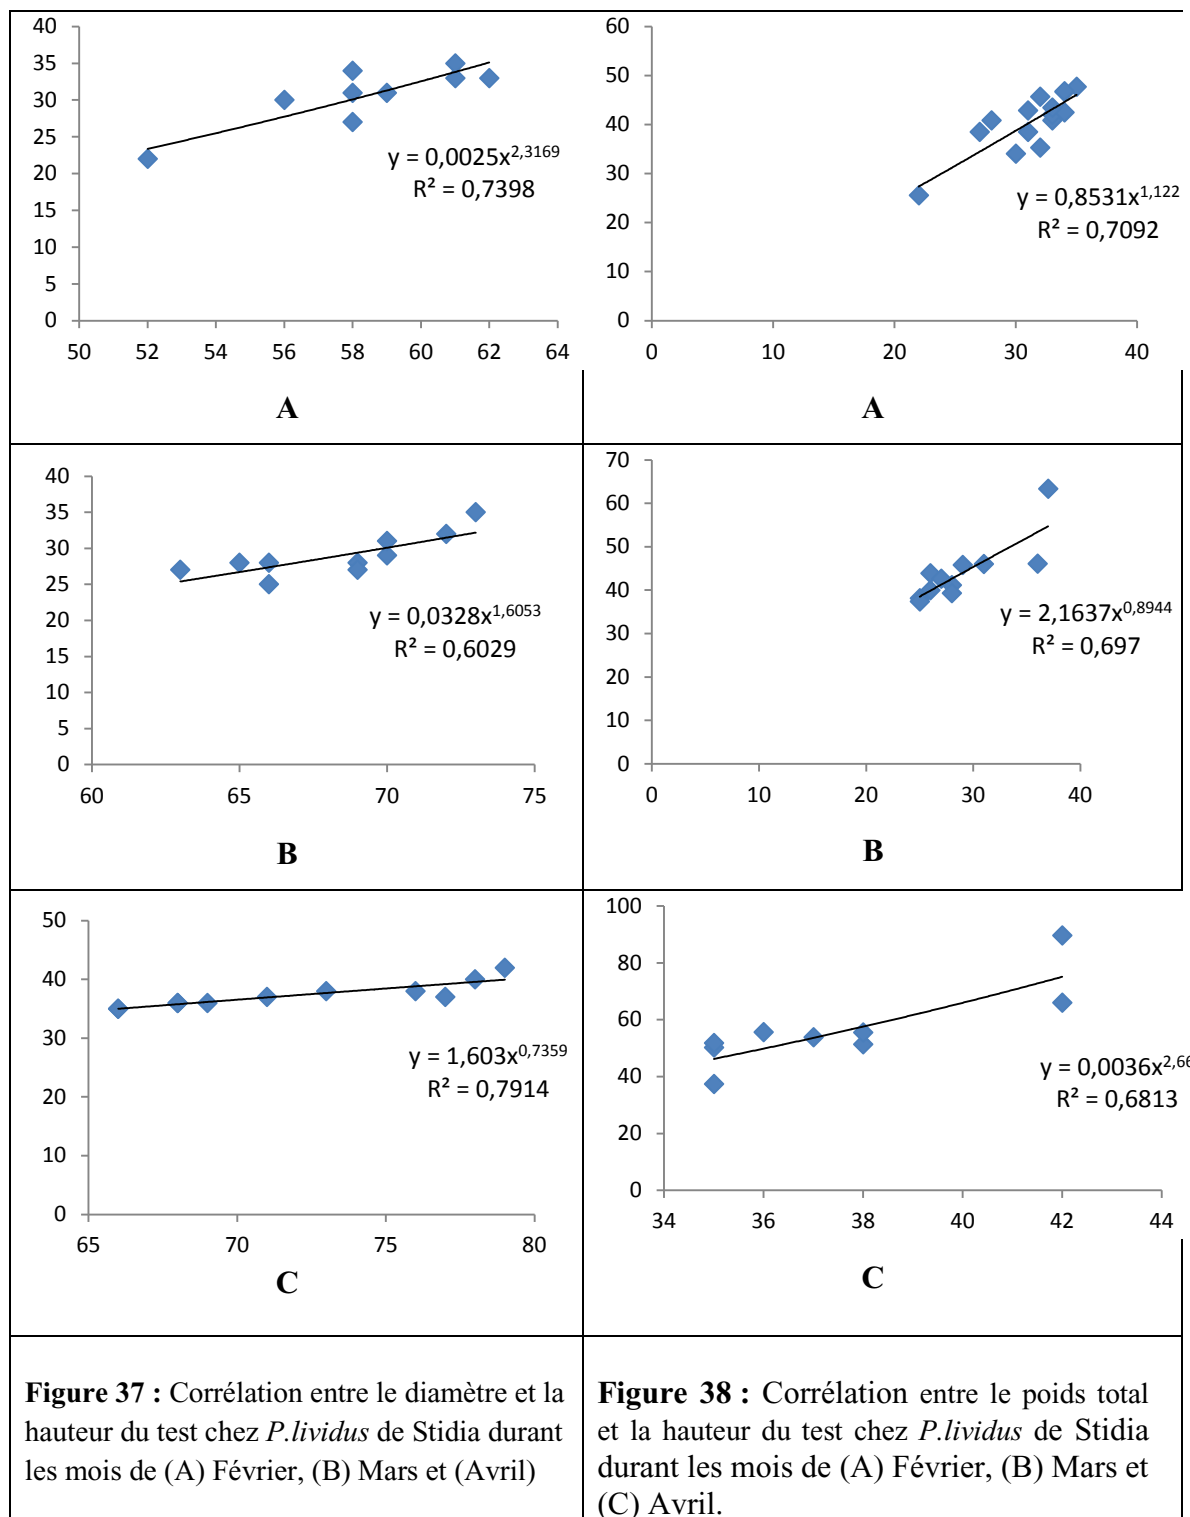 40
35
30
25
20
15
10
5
0
50 52 54 56 58 60 62 64
y = 0,0025x^2,3169
R² = 0,7398
A
60
50
40
30
20
10
0
0 10 20 30 40
y = 0,8531x^1,122
R² = 0,7092
A
40
35
30
25
20
15
10
5
0
60 65 70 75
y = 0,0328x^1,6053
R² = 0,6029
B
70
60
50
40
30
20
10
0
0 10 20 30 40
y = 2,1637x^0,8944
R² = 0,697
B
50
40
30
20
10
0
65 70 75 80
y = 1,603x^0,7359
R² = 0,7914
C
100
80
60
40
20
0
34 36 38 40 42 44
y = 0,0036x^2,66
R² = 0,6813
C
Figure 37 : Corrélation entre le diamètre et la
hauteur du test chez P.lividus de Stidia durant
les mois de (A) Février, (B) Mars et (Avril)
Figure 38 : Corrélation entre le poids total
et la hauteur du test chez P.lividus de Stidia
durant les mois de (A) Février, (B) Mars et
(C) Avril.